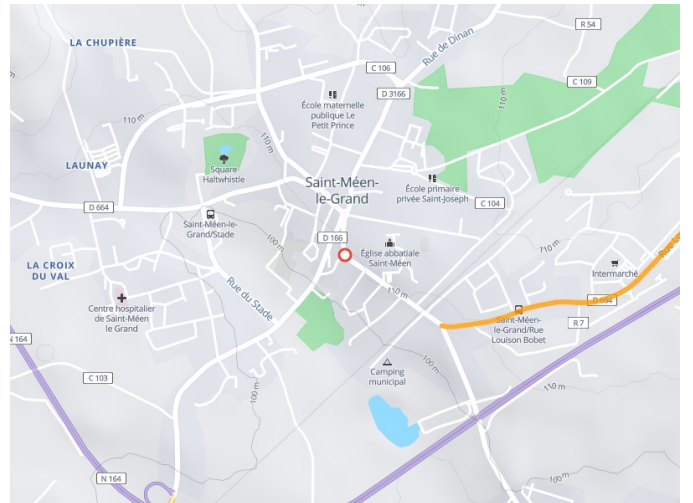 R 54
LA CHUPIÈRE
Rue de Dinan
C 106
C 109
D 3166
École maternelle
publique Le
Petit Prince
110 m
110 m
110 m
LAUNAY
Square
Haltwhistle
Saint-Méen-
le-Grand
École primaire
privée Saint-Joseph
C 104
D 664
Saint-Méen-le-
Grand/Stade
D 166
Église abbatiale
Saint-Méen
100 m
110 m
LA CROIX
DU VAL
Intermarché
Rue du Stade
110 m
D 664
Centre hospitalier
de Saint-Méen
le Grand
Saint-Méen-
le-Grand/Rue
Louison Bobet
R 7
N 164
Camping
municipal
C 103
100 m
110 m
N 164